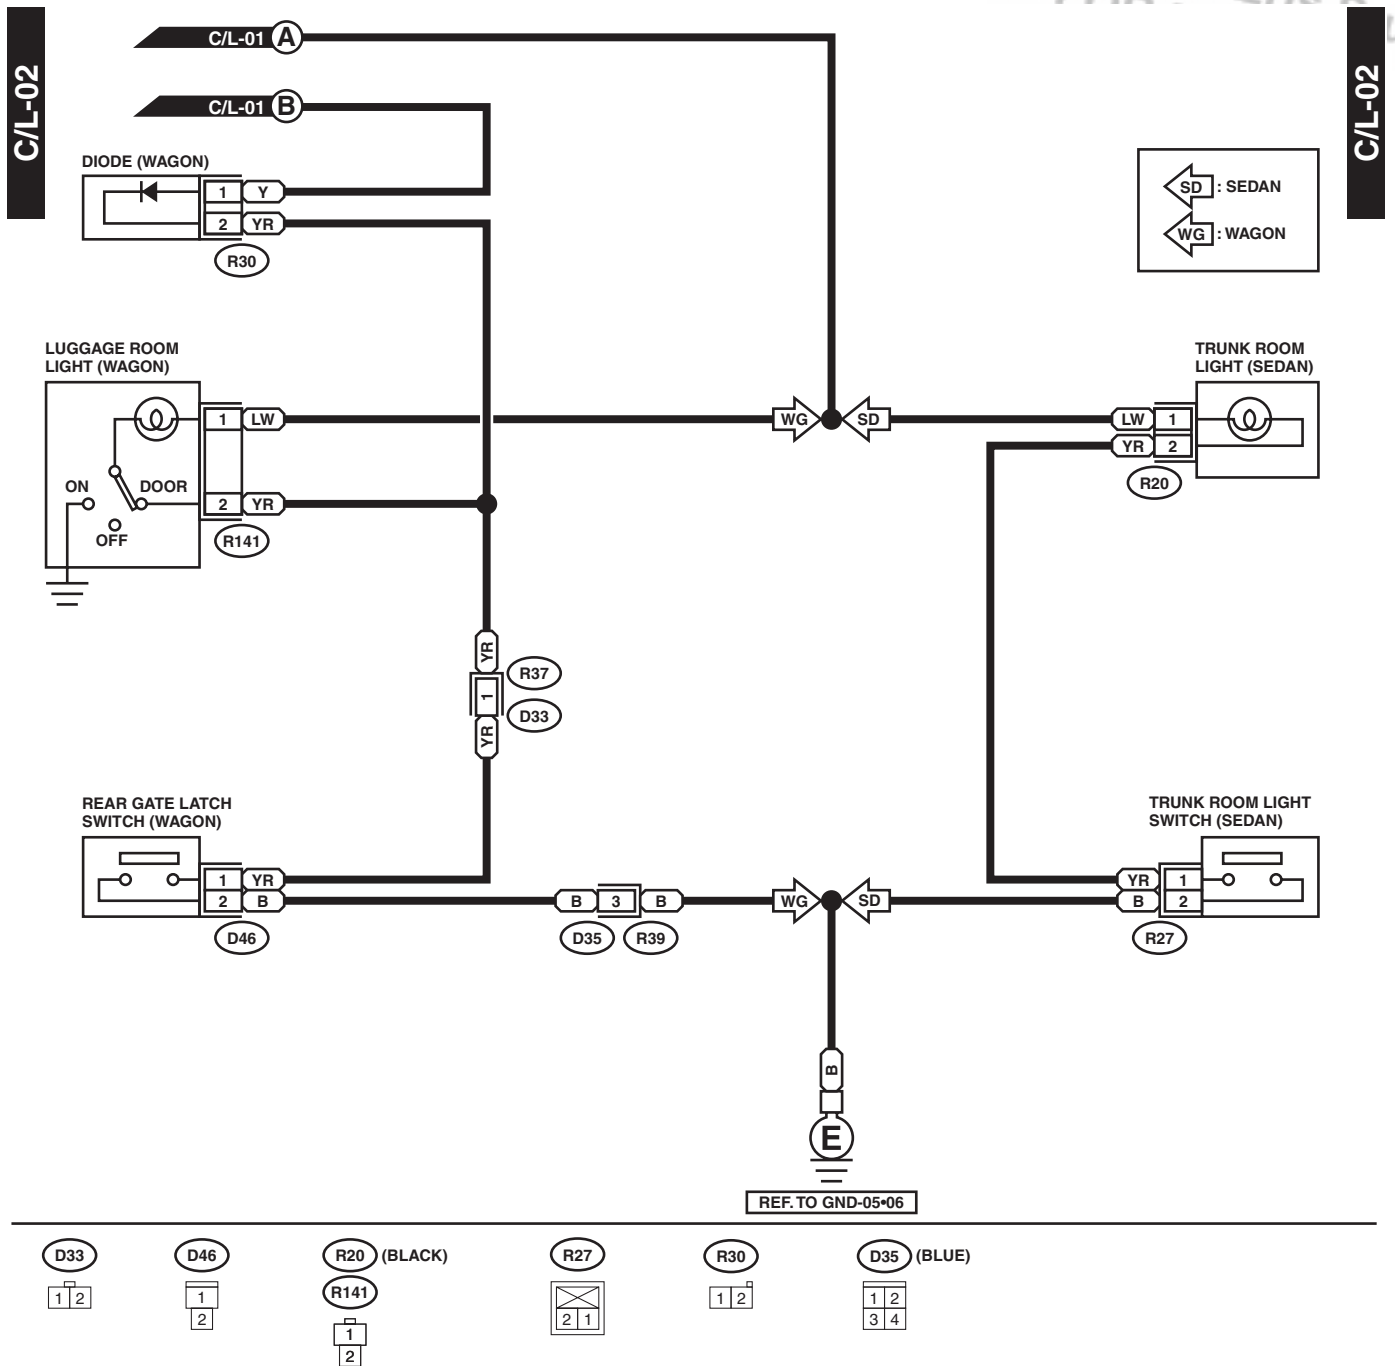 C/L-02
C/L-02
C/L-01 A
C/L-01 B
DIODE (WAGON)
1 Y
2 YR
R30
SD : SEDAN
WG : WAGON
LUGGAGE ROOM
LIGHT (WAGON)
1 LW
ON
DOOR
OFF
2 YR
R141
WG
SD
TRUNK ROOM
LIGHT (SEDAN)
LW 1
YR 2
R20
YR
R37
1
D33
YR
REAR GATE LATCH
SWITCH (WAGON)
1 YR
2 B
D46
B 3 B
D35
R39
WG
SD
TRUNK ROOM LIGHT
SWITCH (SEDAN)
YR 1
B 2
R27
B
E
REF. TO GND-05•06
D33
1 2
D46
1
2
R20 (BLACK)
R141
1
2
R27
2 1
R30
1 2
D35 (BLUE)
1 2
3 4